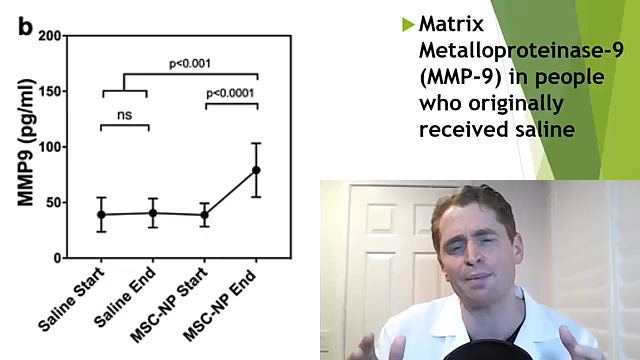 b
200
150
100
50
0
MMP9 (pg/ml)
p<0.001
p<0.0001
ns
Saline Start
Saline End
MSC-NP Start
MSC-NP End
Matrix
Metalloproteinase-9
(MMP-9) in people
who originally
received saline